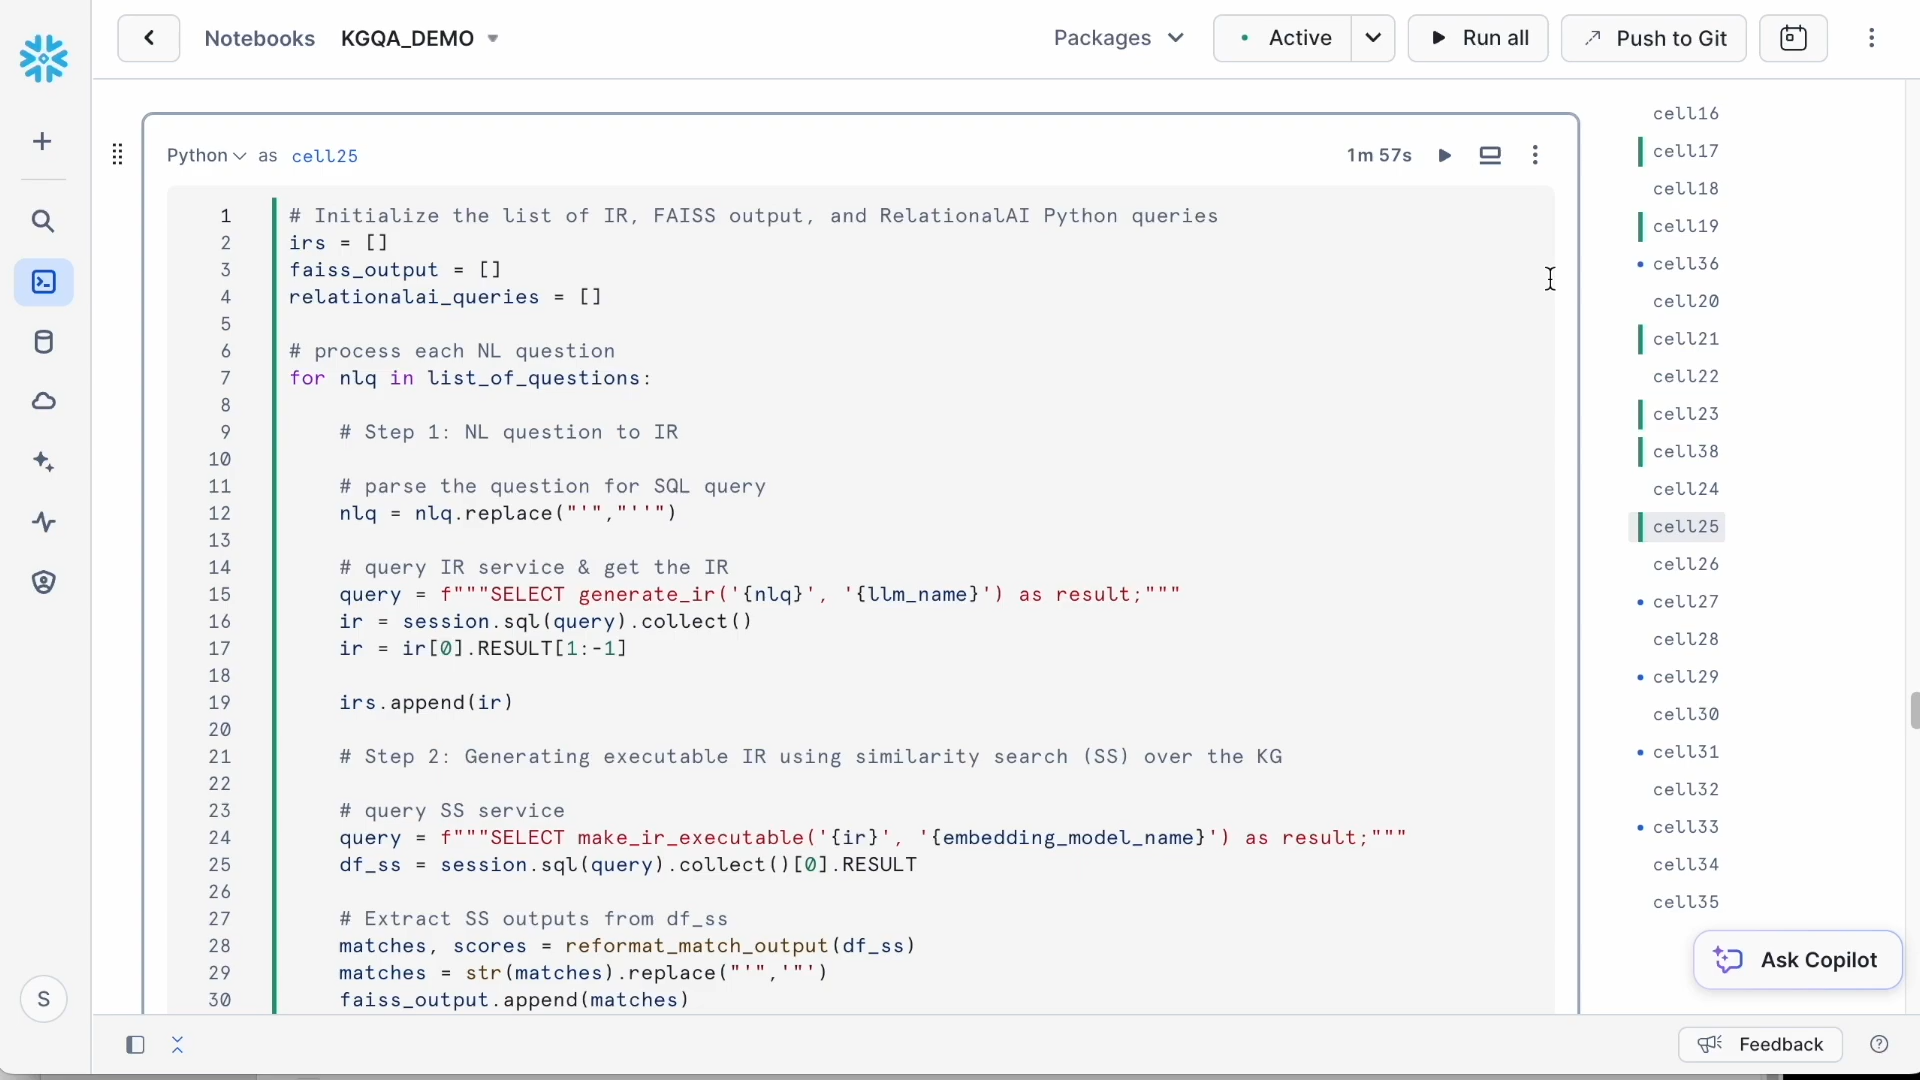 Notebooks KGQA_DEMO Packages Active Run all Push to Git
Python as cell25 1m 57s
1 # Initialize the list of IR, FAISS output, and RelationalAI Python queries
2 irs = []
3 faiss_output = []
4 relationalai_queries = []
5
6 # process each NL question
7 for nlq in list_of_questions:
8
9 # Step 1: NL question to IR
10
11 # parse the question for SQL query
12 nlq = nlq.replace("'","''")
13
14 # query IR service & get the IR
15 query = f"""SELECT generate_ir('{nlq}', '{llm_name}') as result;"""
16 ir = session.sql(query).collect()
17 ir = ir[0].RESULT[1:-1]
18
19 irs.append(ir)
20
21 # Step 2: Generating executable IR using similarity search (SS) over the KG
22
23 # query SS service
24 query = f"""SELECT make_ir_executable('{ir}', '{embedding_model_name}') as result;"""
25 df_ss = session.sql(query).collect()[0].RESULT
26
27 # Extract SS outputs from df_ss
28 matches, scores = reformat_match_output(df_ss)
29 matches = str(matches).replace("'",'"')
30 faiss_output.append(matches)
cell16
cell17
cell18
cell19
cell36
cell20
cell21
cell22
cell23
cell38
cell24
cell25
cell26
cell27
cell28
cell29
cell30
cell31
cell32
cell33
cell34
cell35
Ask Copilot
S
Feedback